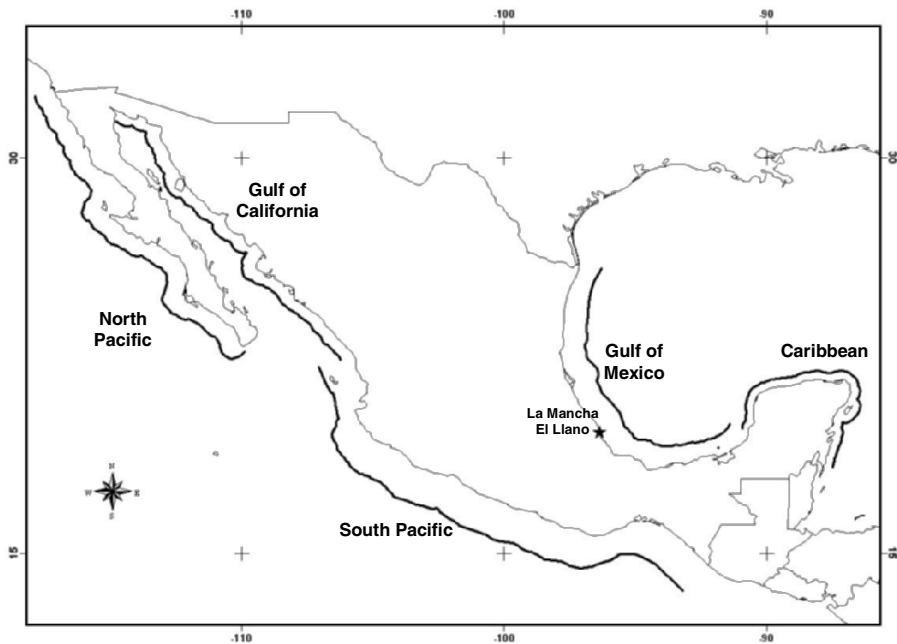 -110
-100
-90
30
30
Gulf of
California
North
Pacific
Gulf of
Mexico
Caribbean
La Mancha
El Llano
N
W
E
S
South Pacific
15
15
-110
-100
-90